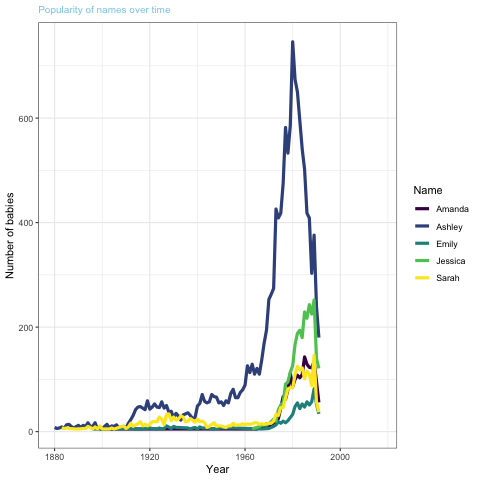 Popularity of names over time
Number of babies
600
400
200
0
1880
1920
1960
2000
Year
Name
Amanda
Ashley
Emily
Jessica
Sarah